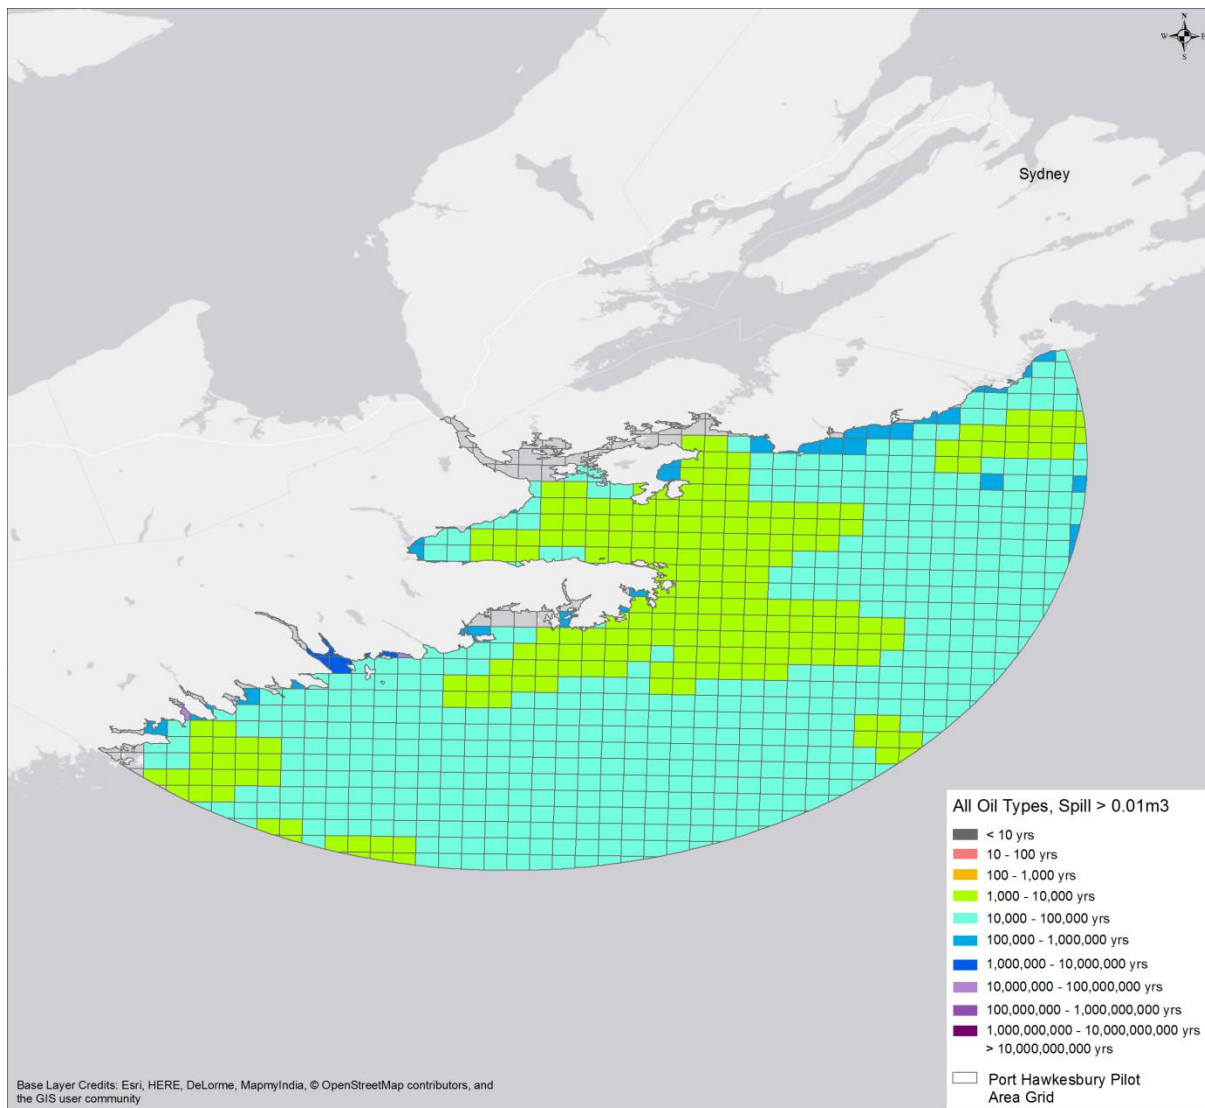 N
W E
S
Sydney
All Oil Types, Spill > 0.01m3
< 10 yrs
10 - 100 yrs
100 - 1,000 yrs
1,000 - 10,000 yrs
10,000 - 100,000 yrs
100,000 - 1,000,000 yrs
1,000,000 - 10,000,000 yrs
10,000,000 - 100,000,000 yrs
100,000,000 - 1,000,000,000 yrs
1,000,000,000 - 10,000,000,000 yrs
> 10,000,000,000 yrs
Port Hawkesbury Pilot
Area Grid
Base Layer Credits: Esri, HERE, DeLorme, MapmyIndia, © OpenStreetMap contributors, and
the GIS user community